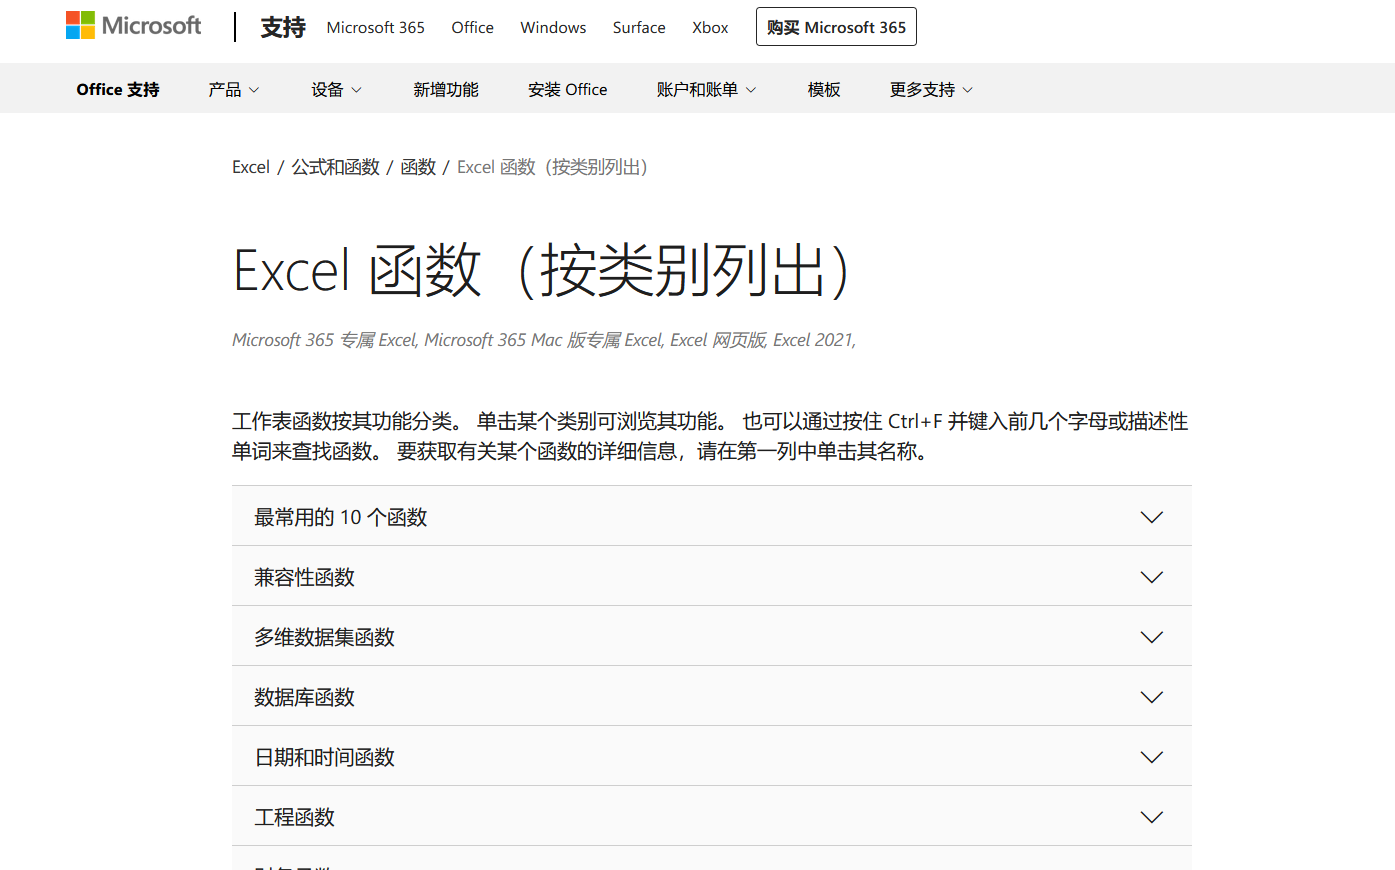 Microsoft 支持 Microsoft 365 Office Windows Surface Xbox 购买 Microsoft 365
Office 支持 产品 设备 新增功能 安装 Office 账户和账单 模板 更多支持
Excel / 公式和函数 / 函数 / Excel 函数（按类别列出）
Excel 函数（按类别列出）
Microsoft 365 专属 Excel, Microsoft 365 Mac 版专属 Excel, Excel 网页版, Excel 2021,
工作表函数按其功能分类。 单击某个类别可浏览其功能。 也可以通过按住 Ctrl+F 并键入前几个字母或描述性
单词来查找函数。 要获取有关某个函数的详细信息，请在第一列中单击其名称。
最常用的 10 个函数
兼容性函数
多维数据集函数
数据库函数
日期和时间函数
工程函数